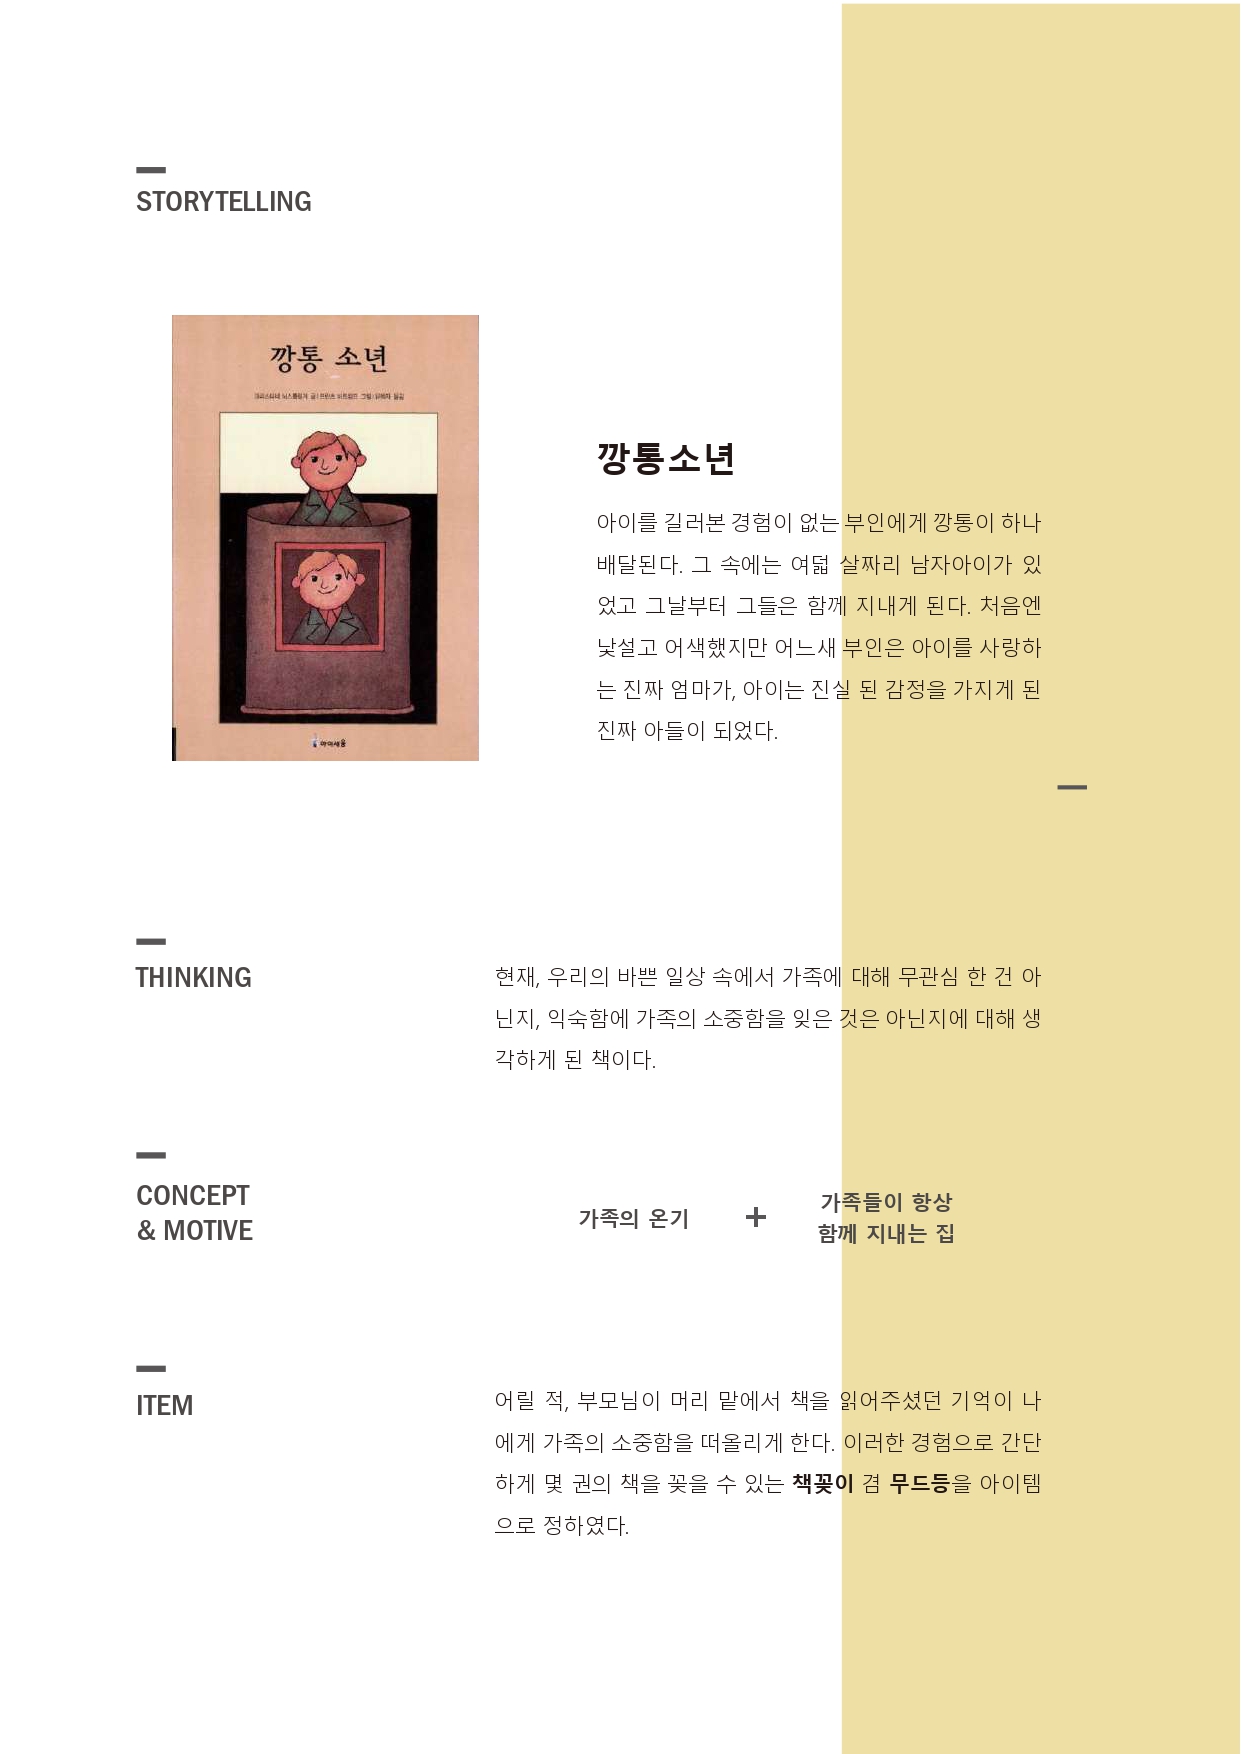 STORYTELLING
깡통 소년
깡통소년
아이를 길러본 경험이 없는 부인에게 깡통이 하나
배달된다. 그 속에는 여덟 살짜리 남자아이가 있
었고 그날부터 그들은 함께 지내게 된다. 처음엔
낯설고 어색했지만 어느새 부인은 아이를 사랑하
는 진짜 엄마가, 아이는 진실 된 감정을 가지게 된
진짜 아들이 되었다.
아이세움
THINKING
현재, 우리의 바쁜 일상 속에서 가족에 대해 무관심 한 건 아
닌지, 익숙함에 가족의 소중함을 잊은 것은 아닌지에 대해 생
각하게 된 책이다.
CONCEPT
& MOTIVE
가족의 온기 + 가족들이 항상
함께 지내는 집
ITEM
어릴 적, 부모님이 머리 맡에서 책을 읽어주셨던 기억이 나
에게 가족의 소중함을 떠올리게 한다. 이러한 경험으로 간단
하게 몇 권의 책을 꽂을 수 있는 책꽂이 겸 무드등을 아이템
으로 정하였다.